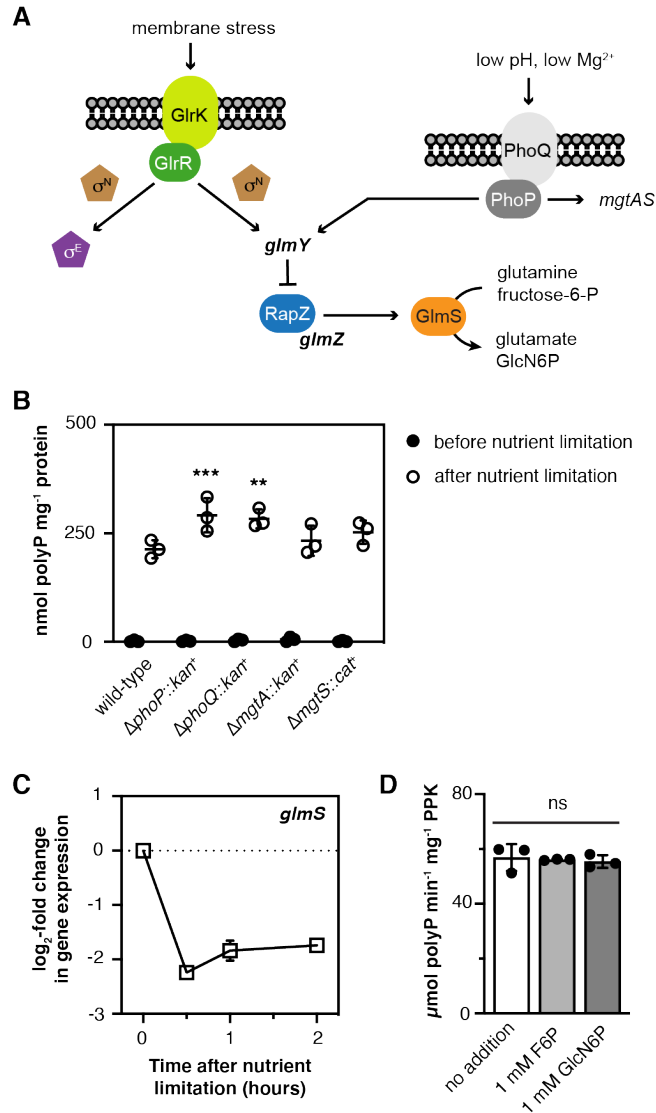 A
membrane stress
low pH, low Mg²⁺
GlrK
GlrR
PhoQ
PhoP
mgtAS
σᴺ
σᴺ
σᴱ
glmY
RapZ
glmZ
GlmS
glutamine
fructose-6-P
glutamate
GlcN6P
B
nmol polyP mg⁻¹ protein
500
250
0
***
**
before nutrient limitation
after nutrient limitation
wild-type
ΔphoP::kan⁺
ΔphoQ::kan⁺
ΔmgtA::kan⁺
ΔmgtS::cat⁺
C
log₂-fold change
in gene expression
1
0
-1
-2
-3
glmS
0
1
2
Time after nutrient
limitation (hours)
D
µmol polyP min⁻¹ mg⁻¹ PPK
80
40
0
ns
no addition
1 mM F6P
1 mM GlcN6P